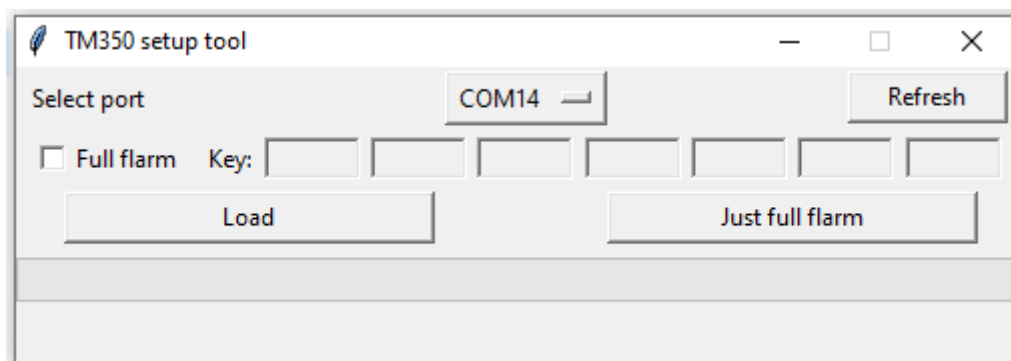 TM350 setup tool
Select port COM14 Refresh
Full flarm Key:
Load Just full flarm